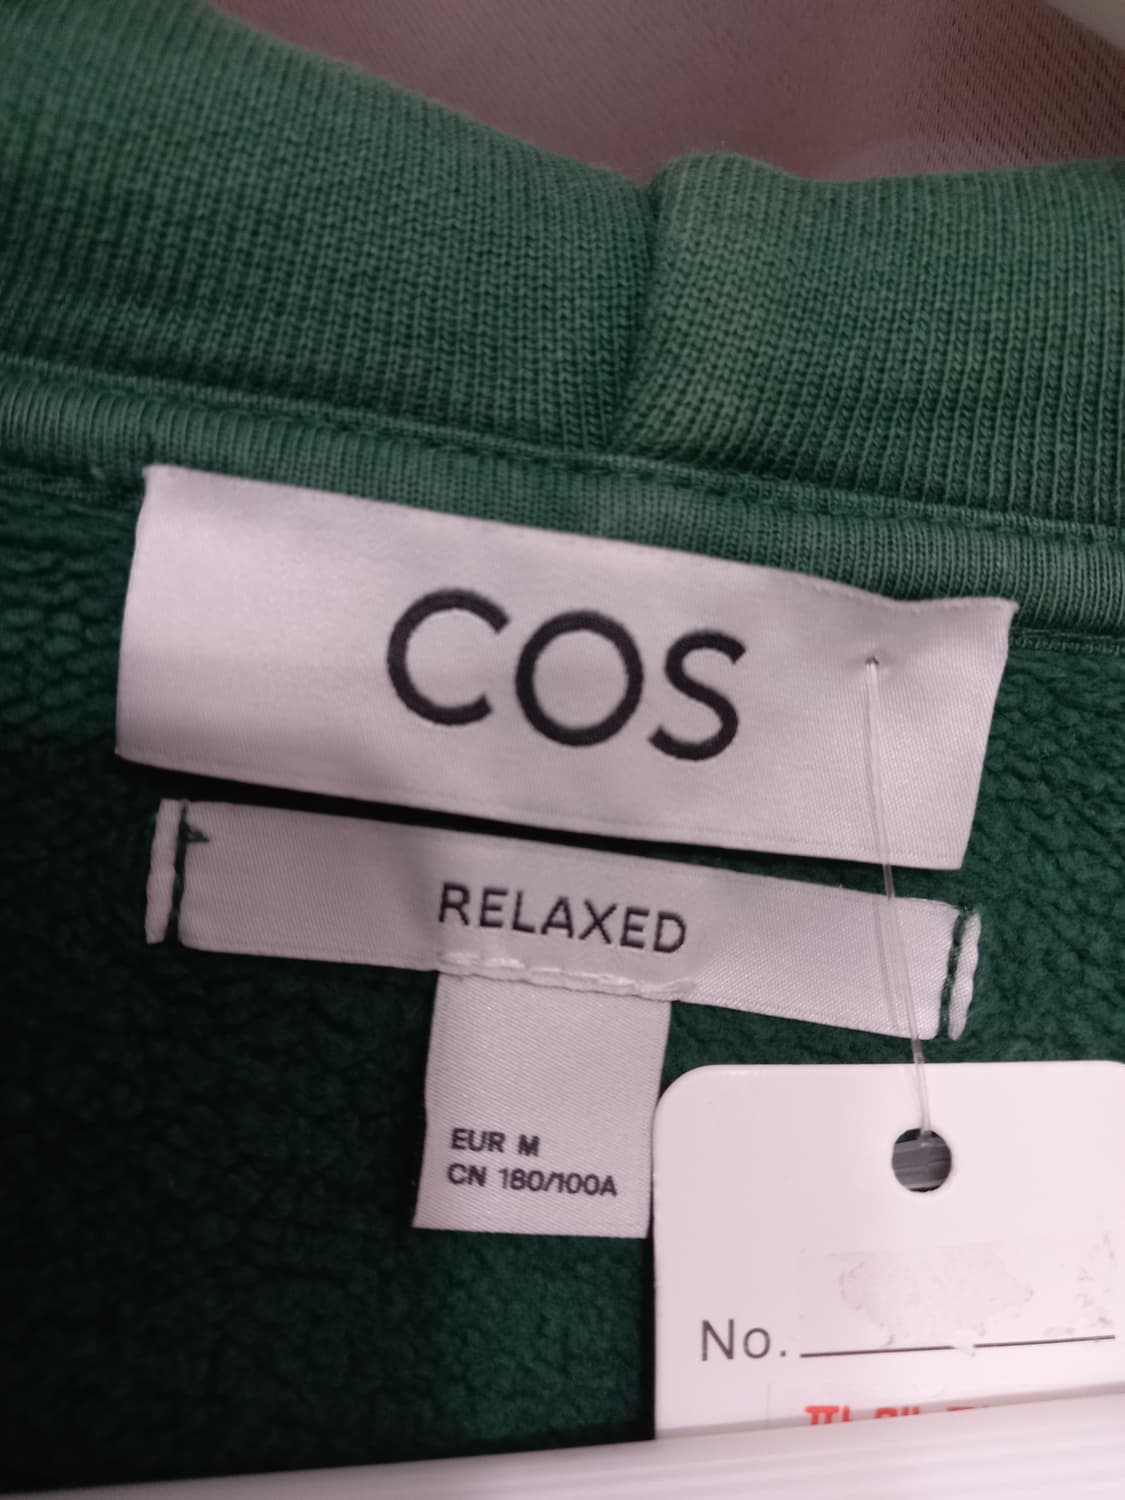 COS
RELAXED
EUR M
CN 180/100A
No.